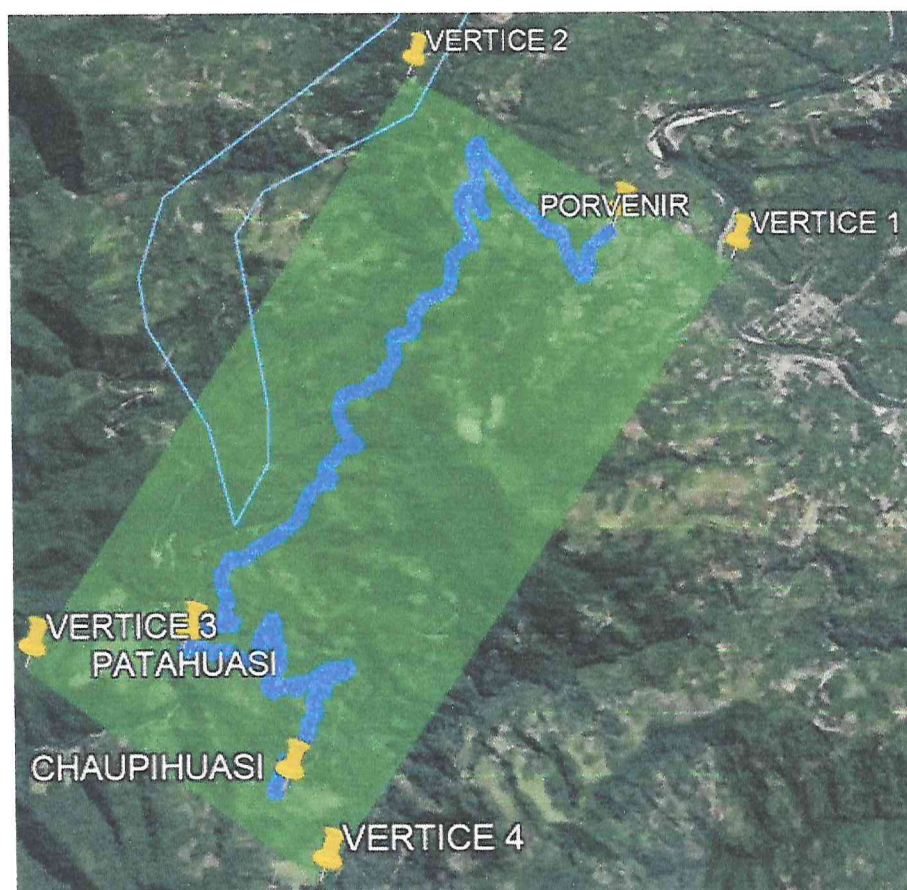 VERTICE 2
PORVENIR
VERTICE 1
VERTICE 3
PATAHUASI
CHAUPIHUASI
VERTICE 4